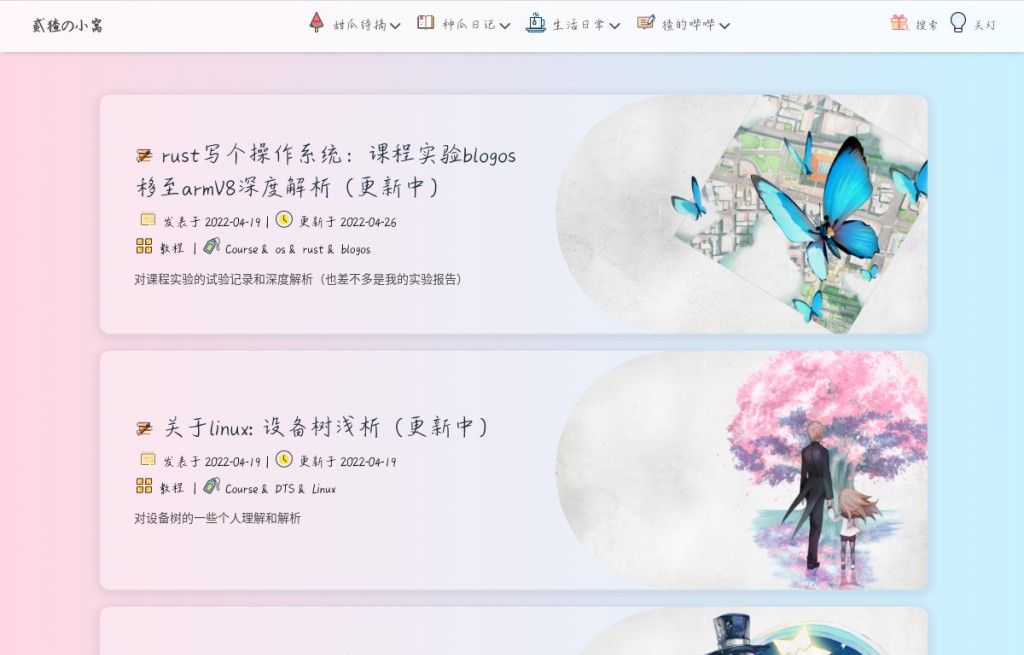 贰猹の小窝
甜瓜待摘
种瓜日记
生活日常
猹的哔哔
搜索
关灯
rust写个操作系统：课程实验blogos
移至armV8深度解析（更新中）
发表于 2022-04-19 | 更新于 2022-04-26
教程 | Course & os & rust & blogos
对课程实验的试验记录和深度解析（也差不多是我的实验报告）
关于linux: 设备树浅析（更新中）
发表于 2022-04-19 | 更新于 2022-04-19
教程 | Course & DTS & Linux
对设备树的一些个人理解和解析